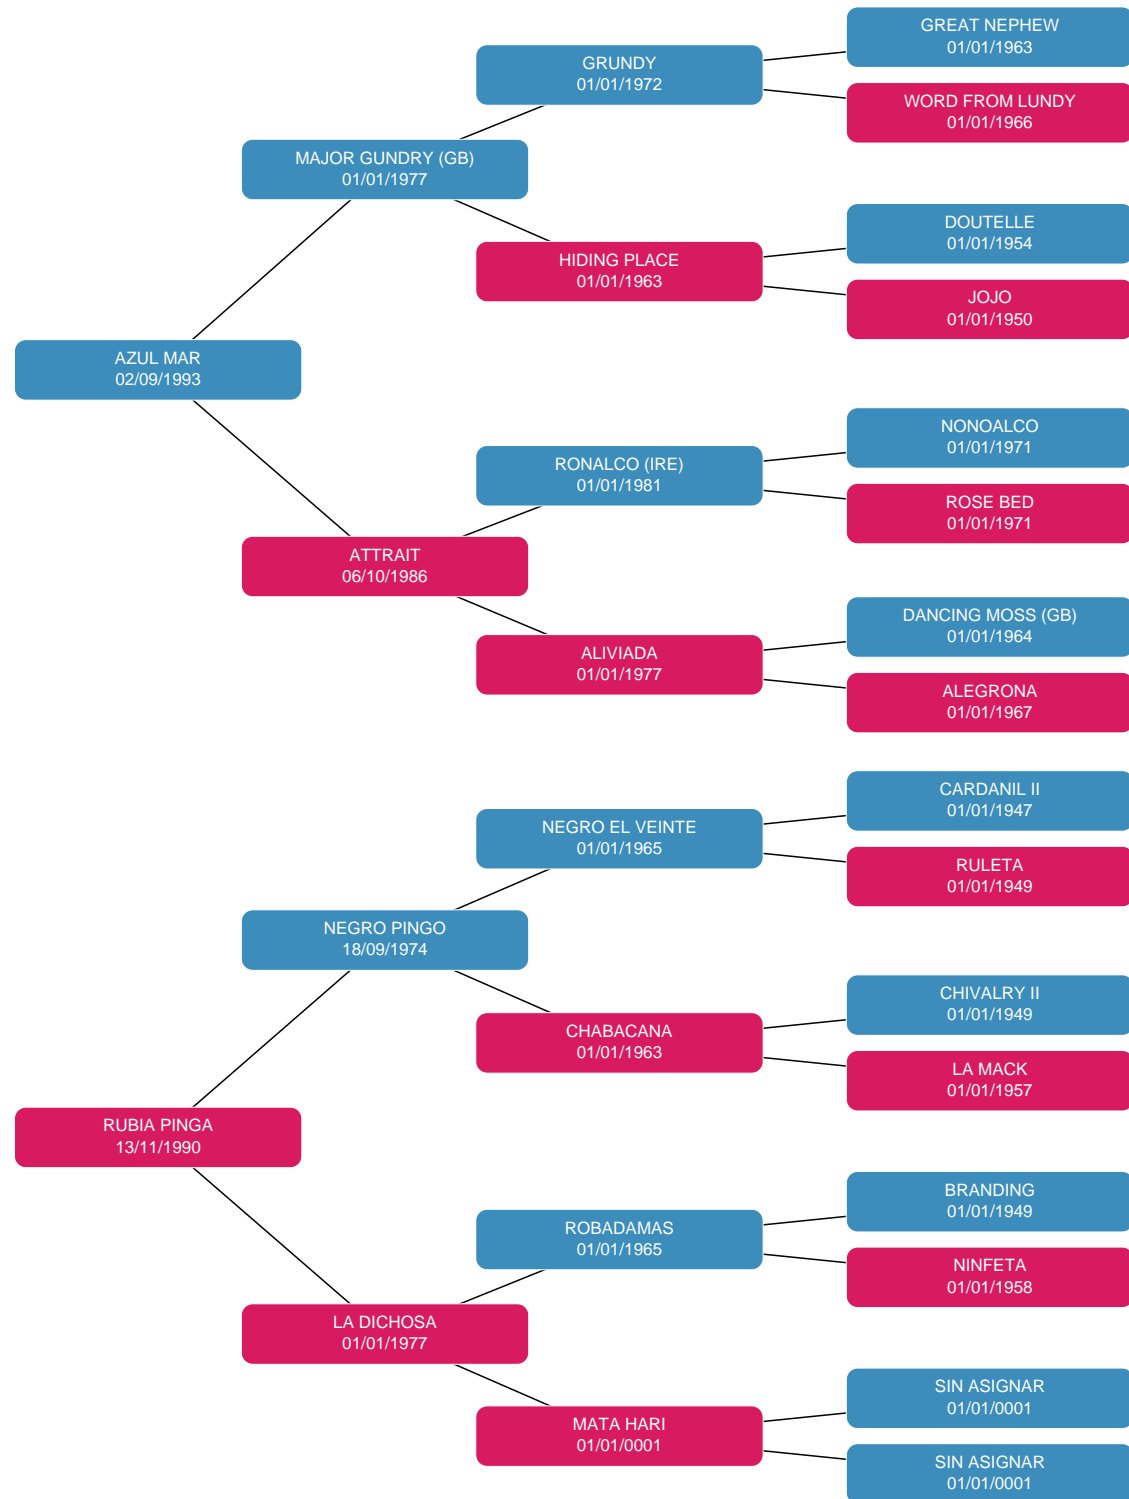 GREAT NEPHEW
01/01/1963
GRUNDY
01/01/1972
WORD FROM LUNDY
01/01/1966
MAJOR GUNDRY (GB)
01/01/1977
DOUTELLE
01/01/1954
HIDING PLACE
01/01/1963
JOJO
01/01/1950
AZUL MAR
02/09/1993
NONOALCO
01/01/1971
RONALCO (IRE)
01/01/1981
ROSE BED
01/01/1971
ATTRAIT
06/10/1986
DANCING MOSS (GB)
01/01/1964
ALIVIADA
01/01/1977
ALEGRONA
01/01/1967
CARDANIL II
01/01/1947
NEGRO EL VEINTE
01/01/1965
RULETA
01/01/1949
NEGRO PINGO
18/09/1974
CHIVALRY II
01/01/1949
CHABACANA
01/01/1963
LA MACK
01/01/1957
RUBIA PINGA
13/11/1990
BRANDING
01/01/1949
ROBADAMAS
01/01/1965
NINFETA
01/01/1958
LA DICHOSA
01/01/1977
SIN ASIGNAR
01/01/0001
MATA HARI
01/01/0001
SIN ASIGNAR
01/01/0001